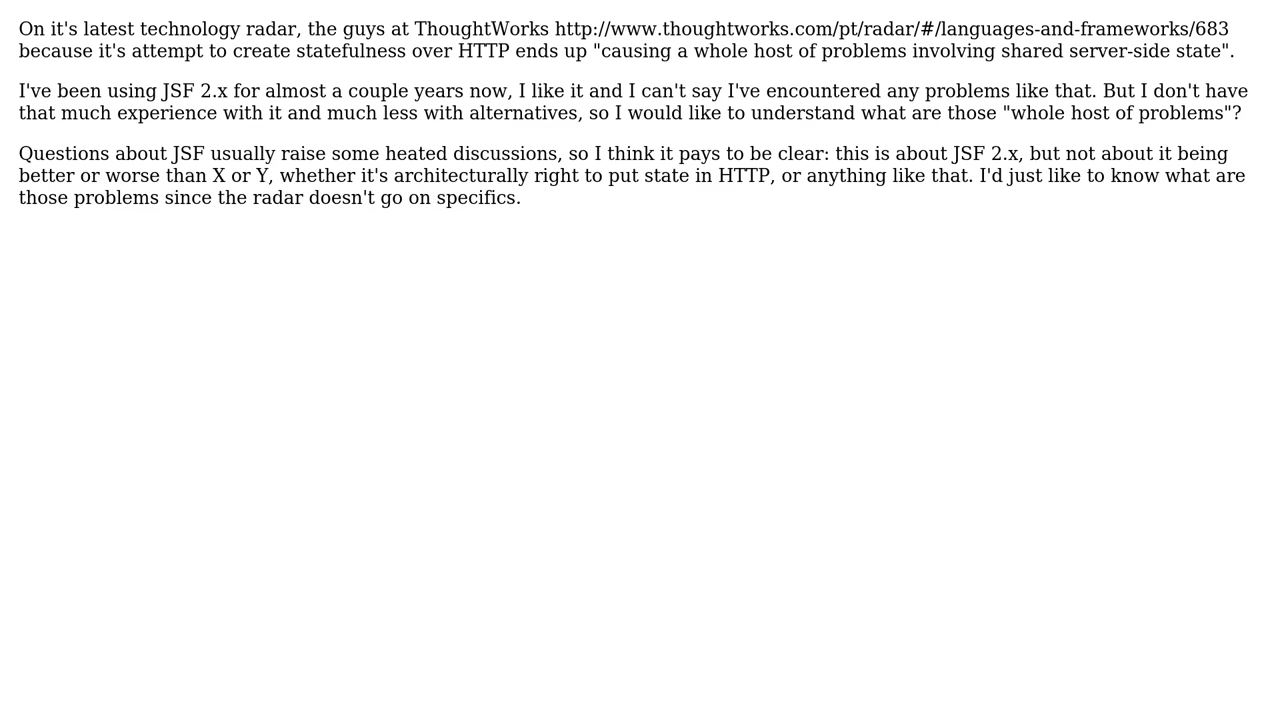 On it's latest technology radar, the guys at ThoughtWorks http://www.thoughtworks.com/pt/radar/#/languages-and-frameworks/683
because it's attempt to create statefulness over HTTP ends up "causing a whole host of problems involving shared server-side state".
I've been using JSF 2.x for almost a couple years now, I like it and I can't say I've encountered any problems like that. But I don't have
that much experience with it and much less with alternatives, so I would like to understand what are those "whole host of problems"?
Questions about JSF usually raise some heated discussions, so I think it pays to be clear: this is about JSF 2.x, but not about it being
better or worse than X or Y, whether it's architecturally right to put state in HTTP, or anything like that. I'd just like to know what are
those problems since the radar doesn't go on specifics.